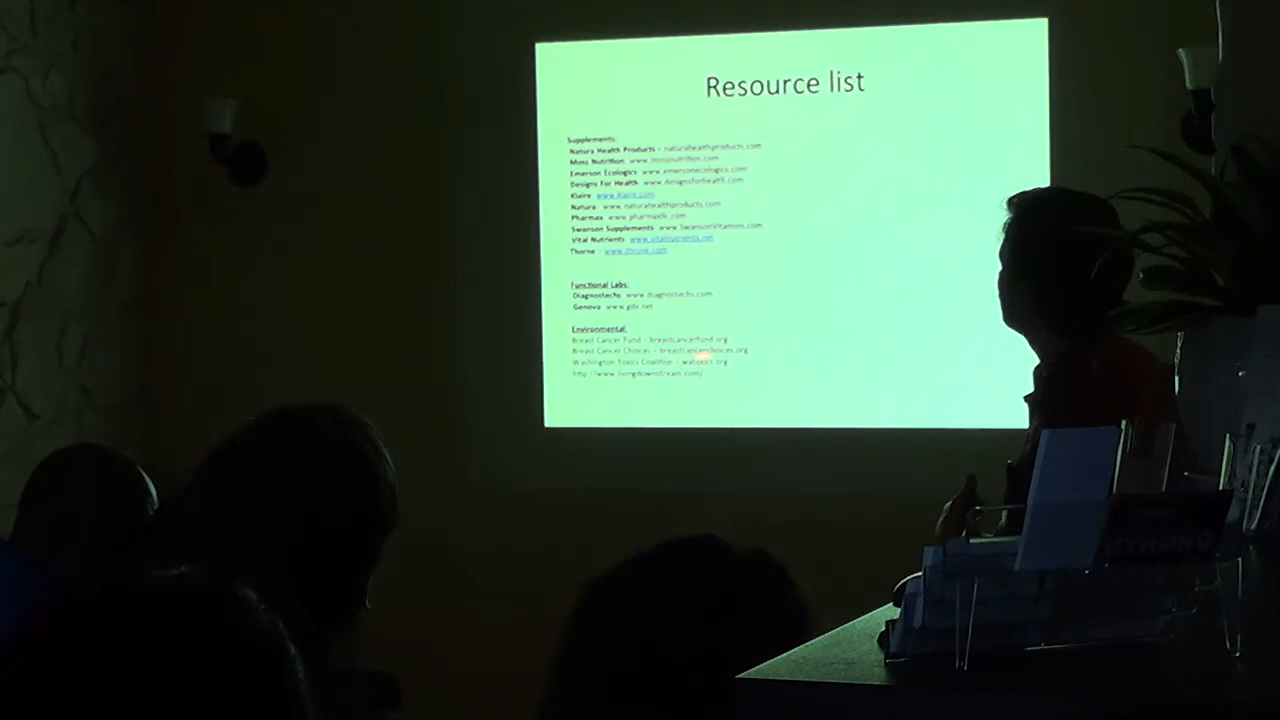 Resource list
Supplements:
Natura Health Products – naturahealthproducts.com
Moss Nutrition www.mossnutrition.com
Emerson Ecologics www.emersonecologics.com
Designs For Health www.designsforhealth.com
Klaire www.klaire.com
Natura www.naturahealthproducts.com
Pharmax www.pharmaxllc.com
Swanson Supplements www.SwansonVitamins.com
Vital Nutrients www.vitalnutrients.net
Thorne – www.thorne.com
Functional Labs:
Diagnostechs www.diagnostechs.com
Genova www.gdx.net
Environmental:
Breast Cancer Fund – breastcancerfund.org
Breast Cancer Choices – breastcancerchoices.org
Washington Toxics Coalition – watoxics.org
http://www.livingdownstream.com/